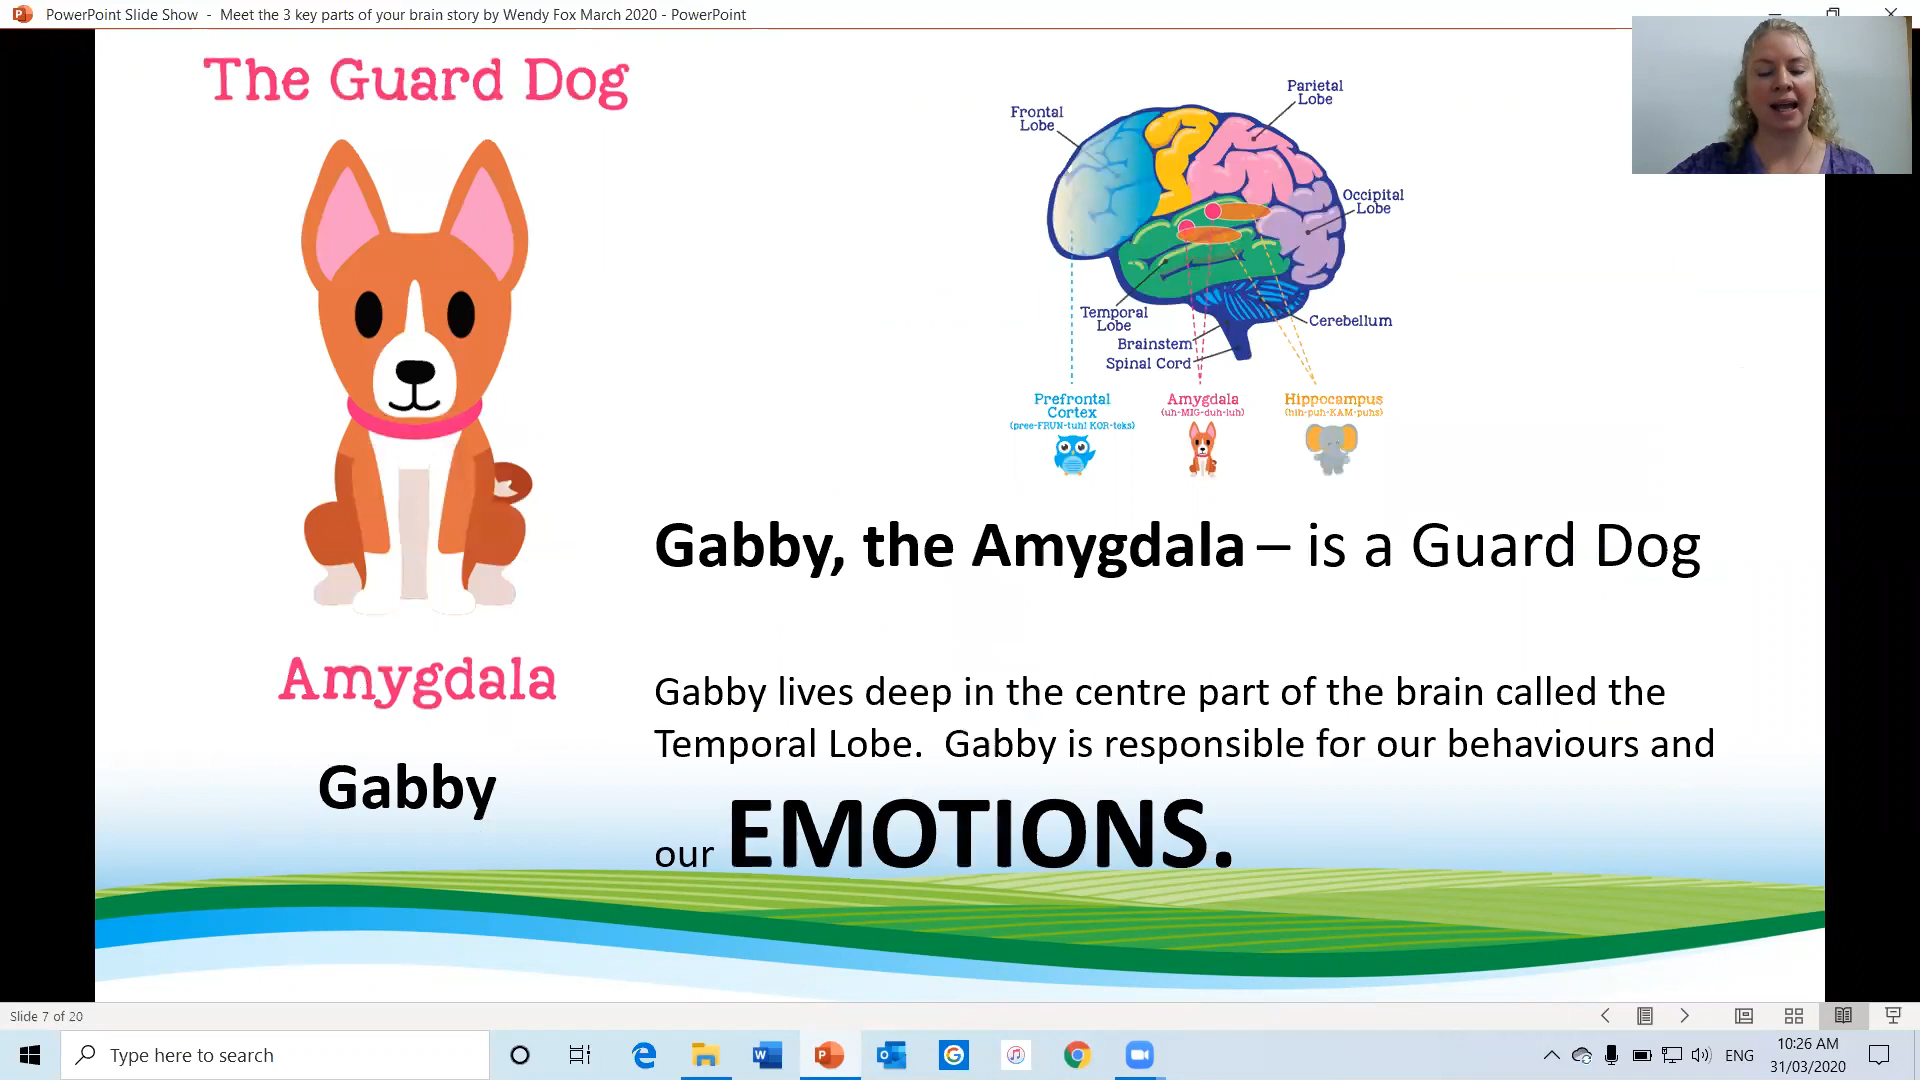 PowerPoint Slide Show - Meet the 3 key parts of your brain story by Wendy Fox March 2020 - PowerPoint
The Guard Dog
Parietal
Lobe
Frontal
Lobe
Occipital
Lobe
Temporal
Lobe
Cerebellum
Brainstem
Spinal Cord
Prefrontal
Cortex
(pree-FRUN-tuhl KOR-teks)
Amygdala
(uh-MIG-duh-luh)
Hippocampus
(hih-puh-KAM-puhs)
Gabby, the Amygdala – is a Guard Dog
Amygdala
Gabby
Gabby lives deep in the centre part of the brain called the
Temporal Lobe. Gabby is responsible for our behaviours and
our EMOTIONS.
Slide 7 of 20
Type here to search
ENG
10:26 AM
31/03/2020